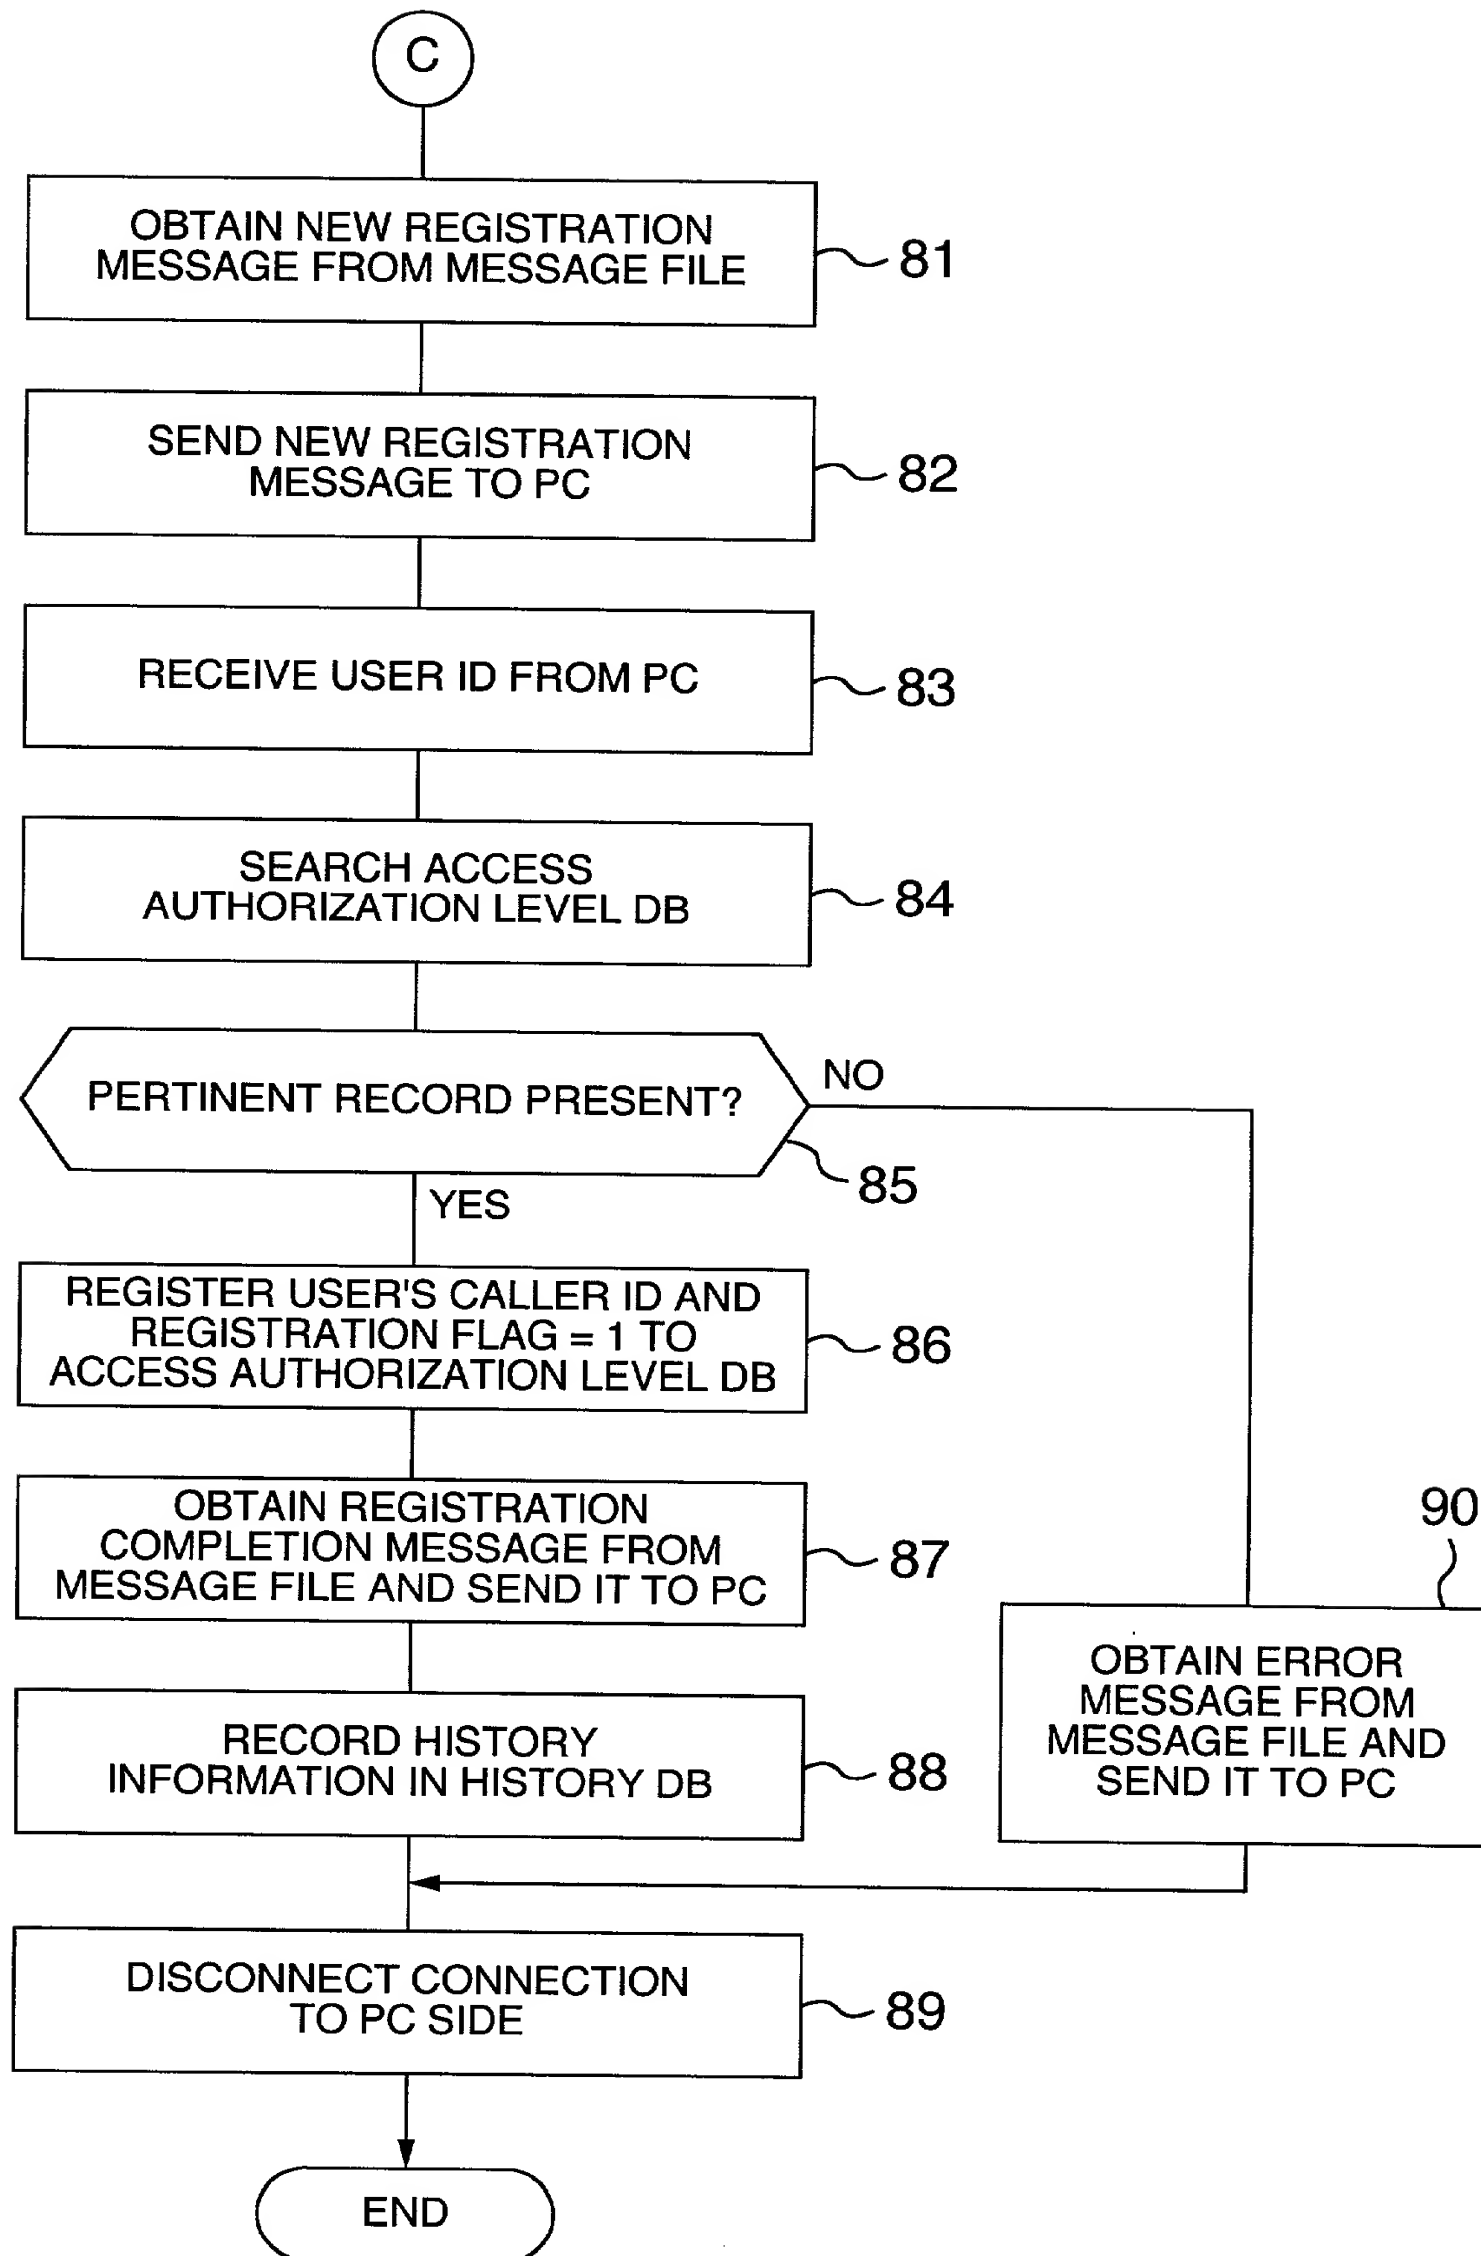 C
OBTAIN NEW REGISTRATION
MESSAGE FROM MESSAGE FILE
81
SEND NEW REGISTRATION
MESSAGE TO PC
82
RECEIVE USER ID FROM PC
83
SEARCH ACCESS
AUTHORIZATION LEVEL DB
84
PERTINENT RECORD PRESENT?
NO
85
YES
REGISTER USER'S CALLER ID AND
REGISTRATION FLAG = 1 TO
ACCESS AUTHORIZATION LEVEL DB
86
OBTAIN REGISTRATION
COMPLETION MESSAGE FROM
MESSAGE FILE AND SEND IT TO PC
87
90
OBTAIN ERROR
MESSAGE FROM
MESSAGE FILE AND
SEND IT TO PC
RECORD HISTORY
INFORMATION IN HISTORY DB
88
DISCONNECT CONNECTION
TO PC SIDE
89
END